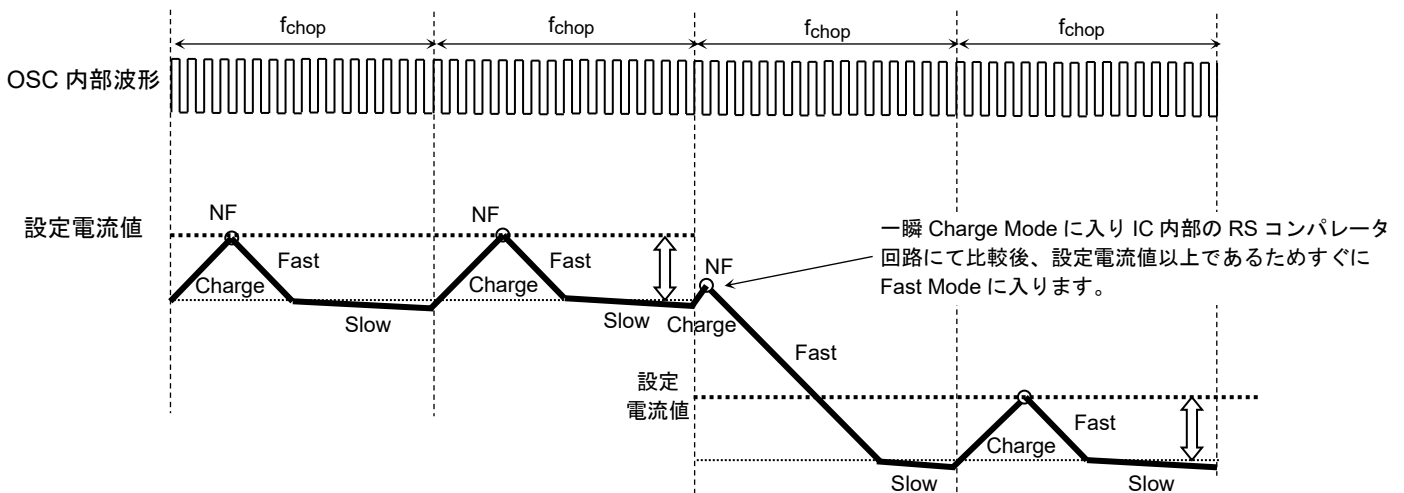 fchop
fchop
fchop
fchop
OSC 内部波形
設定電流値
NF
Charge
Fast
Slow
NF
Charge
Fast
Slow
NF
Charge
Fast
Slow
一瞬 Charge Mode に入り IC 内部の RS コンパレータ
回路にて比較後、設定電流値以上であるためすぐに
Fast Mode に入ります。
設定
電流値
Charge
Fast
Slow